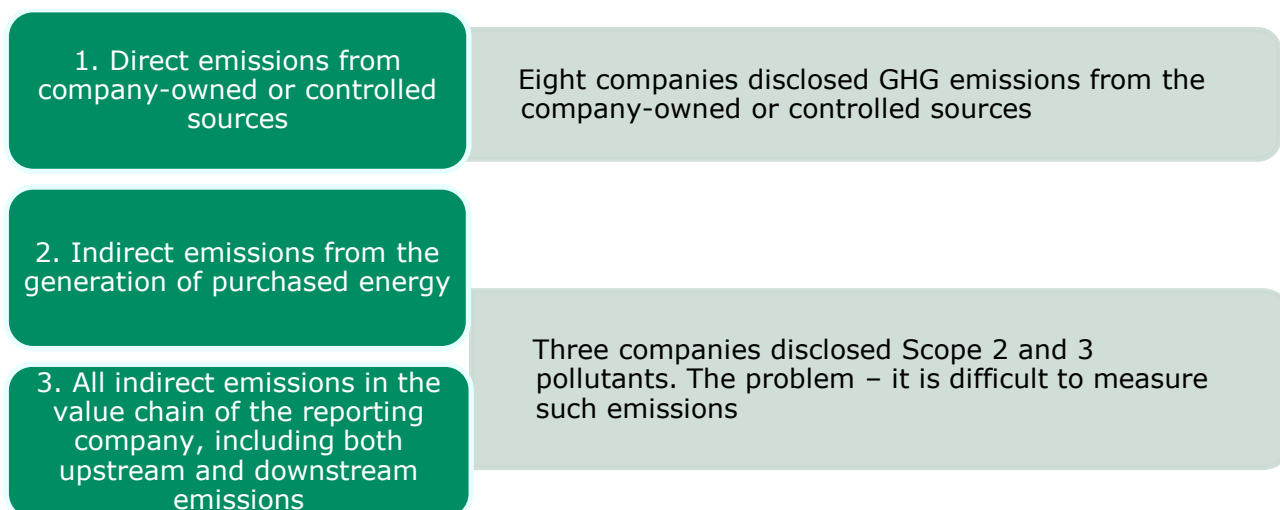 1. Direct emissions from
company-owned or controlled
sources
Eight companies disclosed GHG emissions from the
company-owned or controlled sources
2. Indirect emissions from the
generation of purchased energy
3. All indirect emissions in the
value chain of the reporting
company, including both
upstream and downstream
emissions
Three companies disclosed Scope 2 and 3
pollutants. The problem – it is difficult to measure
such emissions